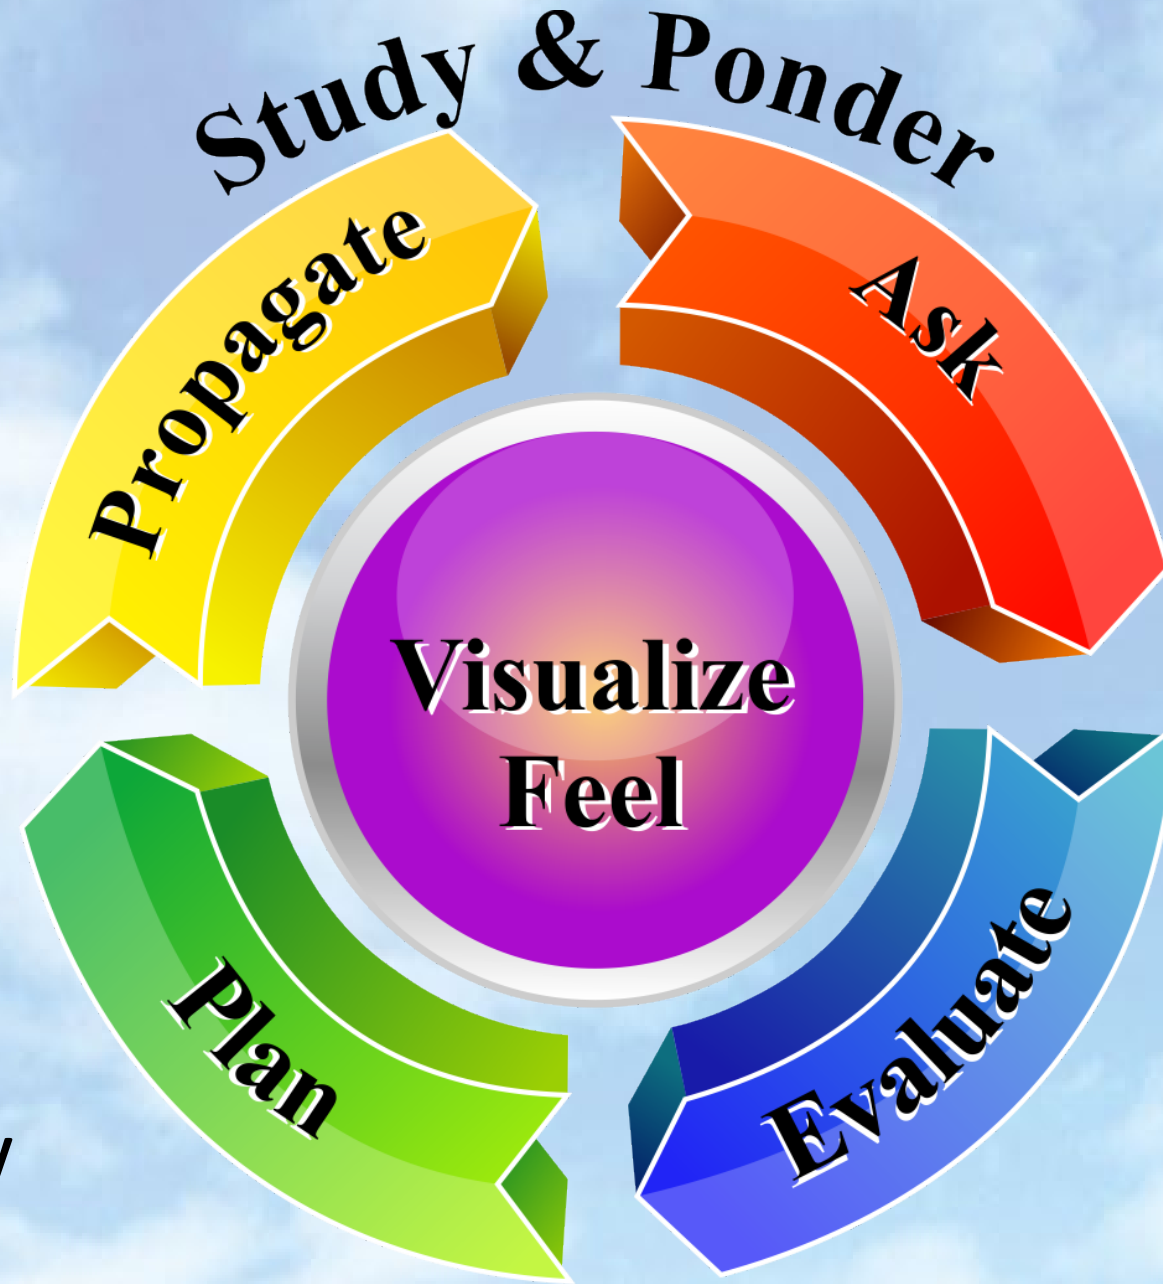 Study & Ponder
Propagate
Ask
Visualize
Feel
Plan
Evaluate